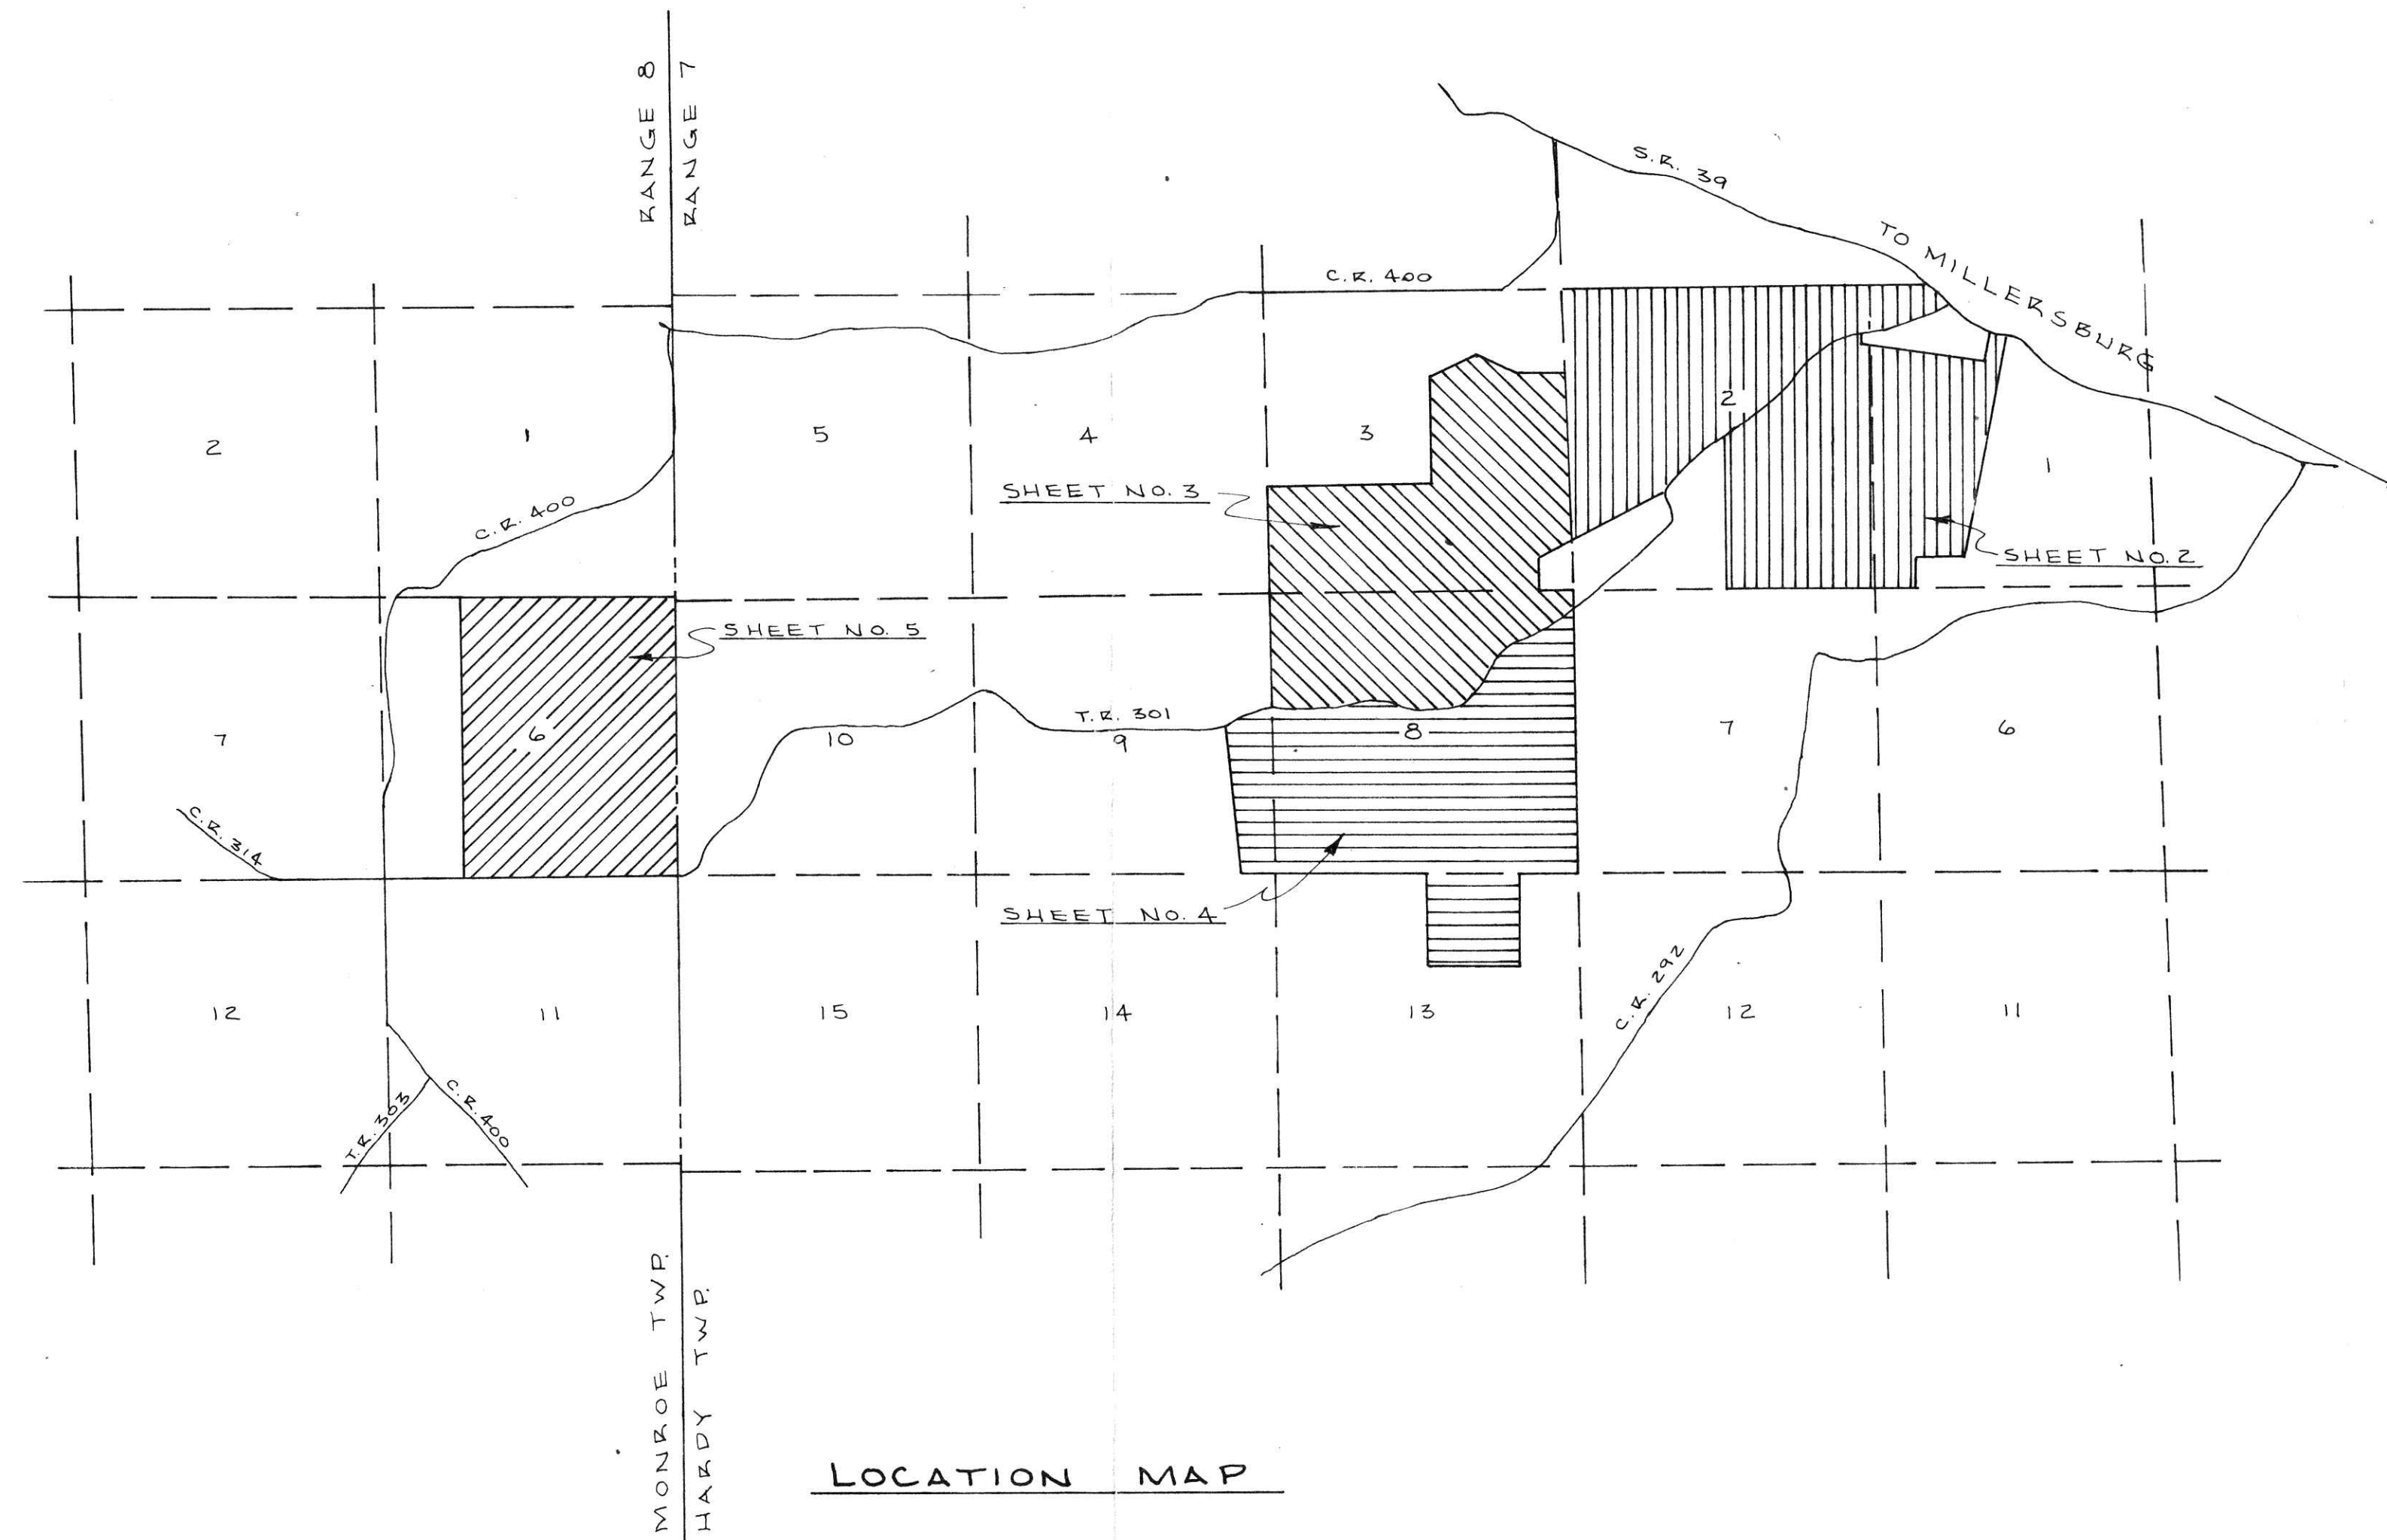 RANGE 8
RANGE 7
S.R. 39
TO MILLERSBURG
C.R. 400
2
1
5
4
3
2
1
SHEET NO. 3
C.R. 400
SHEET NO. 2
SHEET NO. 5
7
6
10
T.R. 301
9
8
7
6
C.R. 314
SHEET NO. 4
C.R. 292
12
11
15
14
13
12
11
T.R. 303
C.R. 400
MONROE TWP.
HARDY TWP.
LOCATION MAP